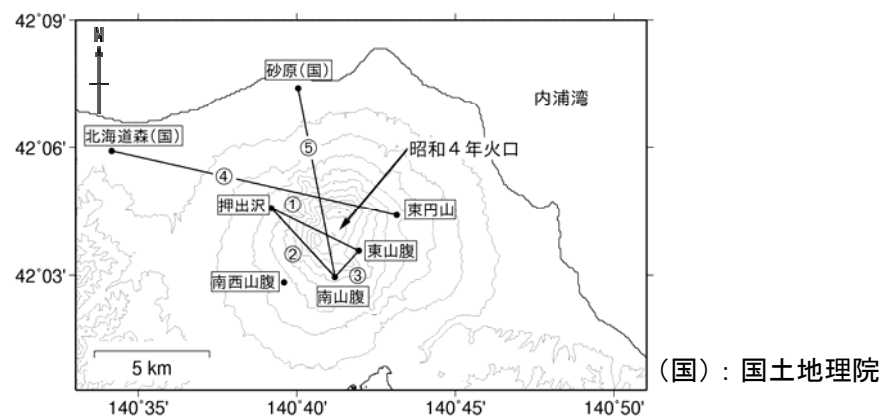 42°09'
N
砂原(国)
内浦湾
42°06'
北海道森(国)
⑤
昭和4年火口
④
押出沢
①
東円山
東山腹
②
42°03'
南西山腹
③
南山腹
5 km
(国):国土地理院
140°35'
140°40'
140°45'
140°50'